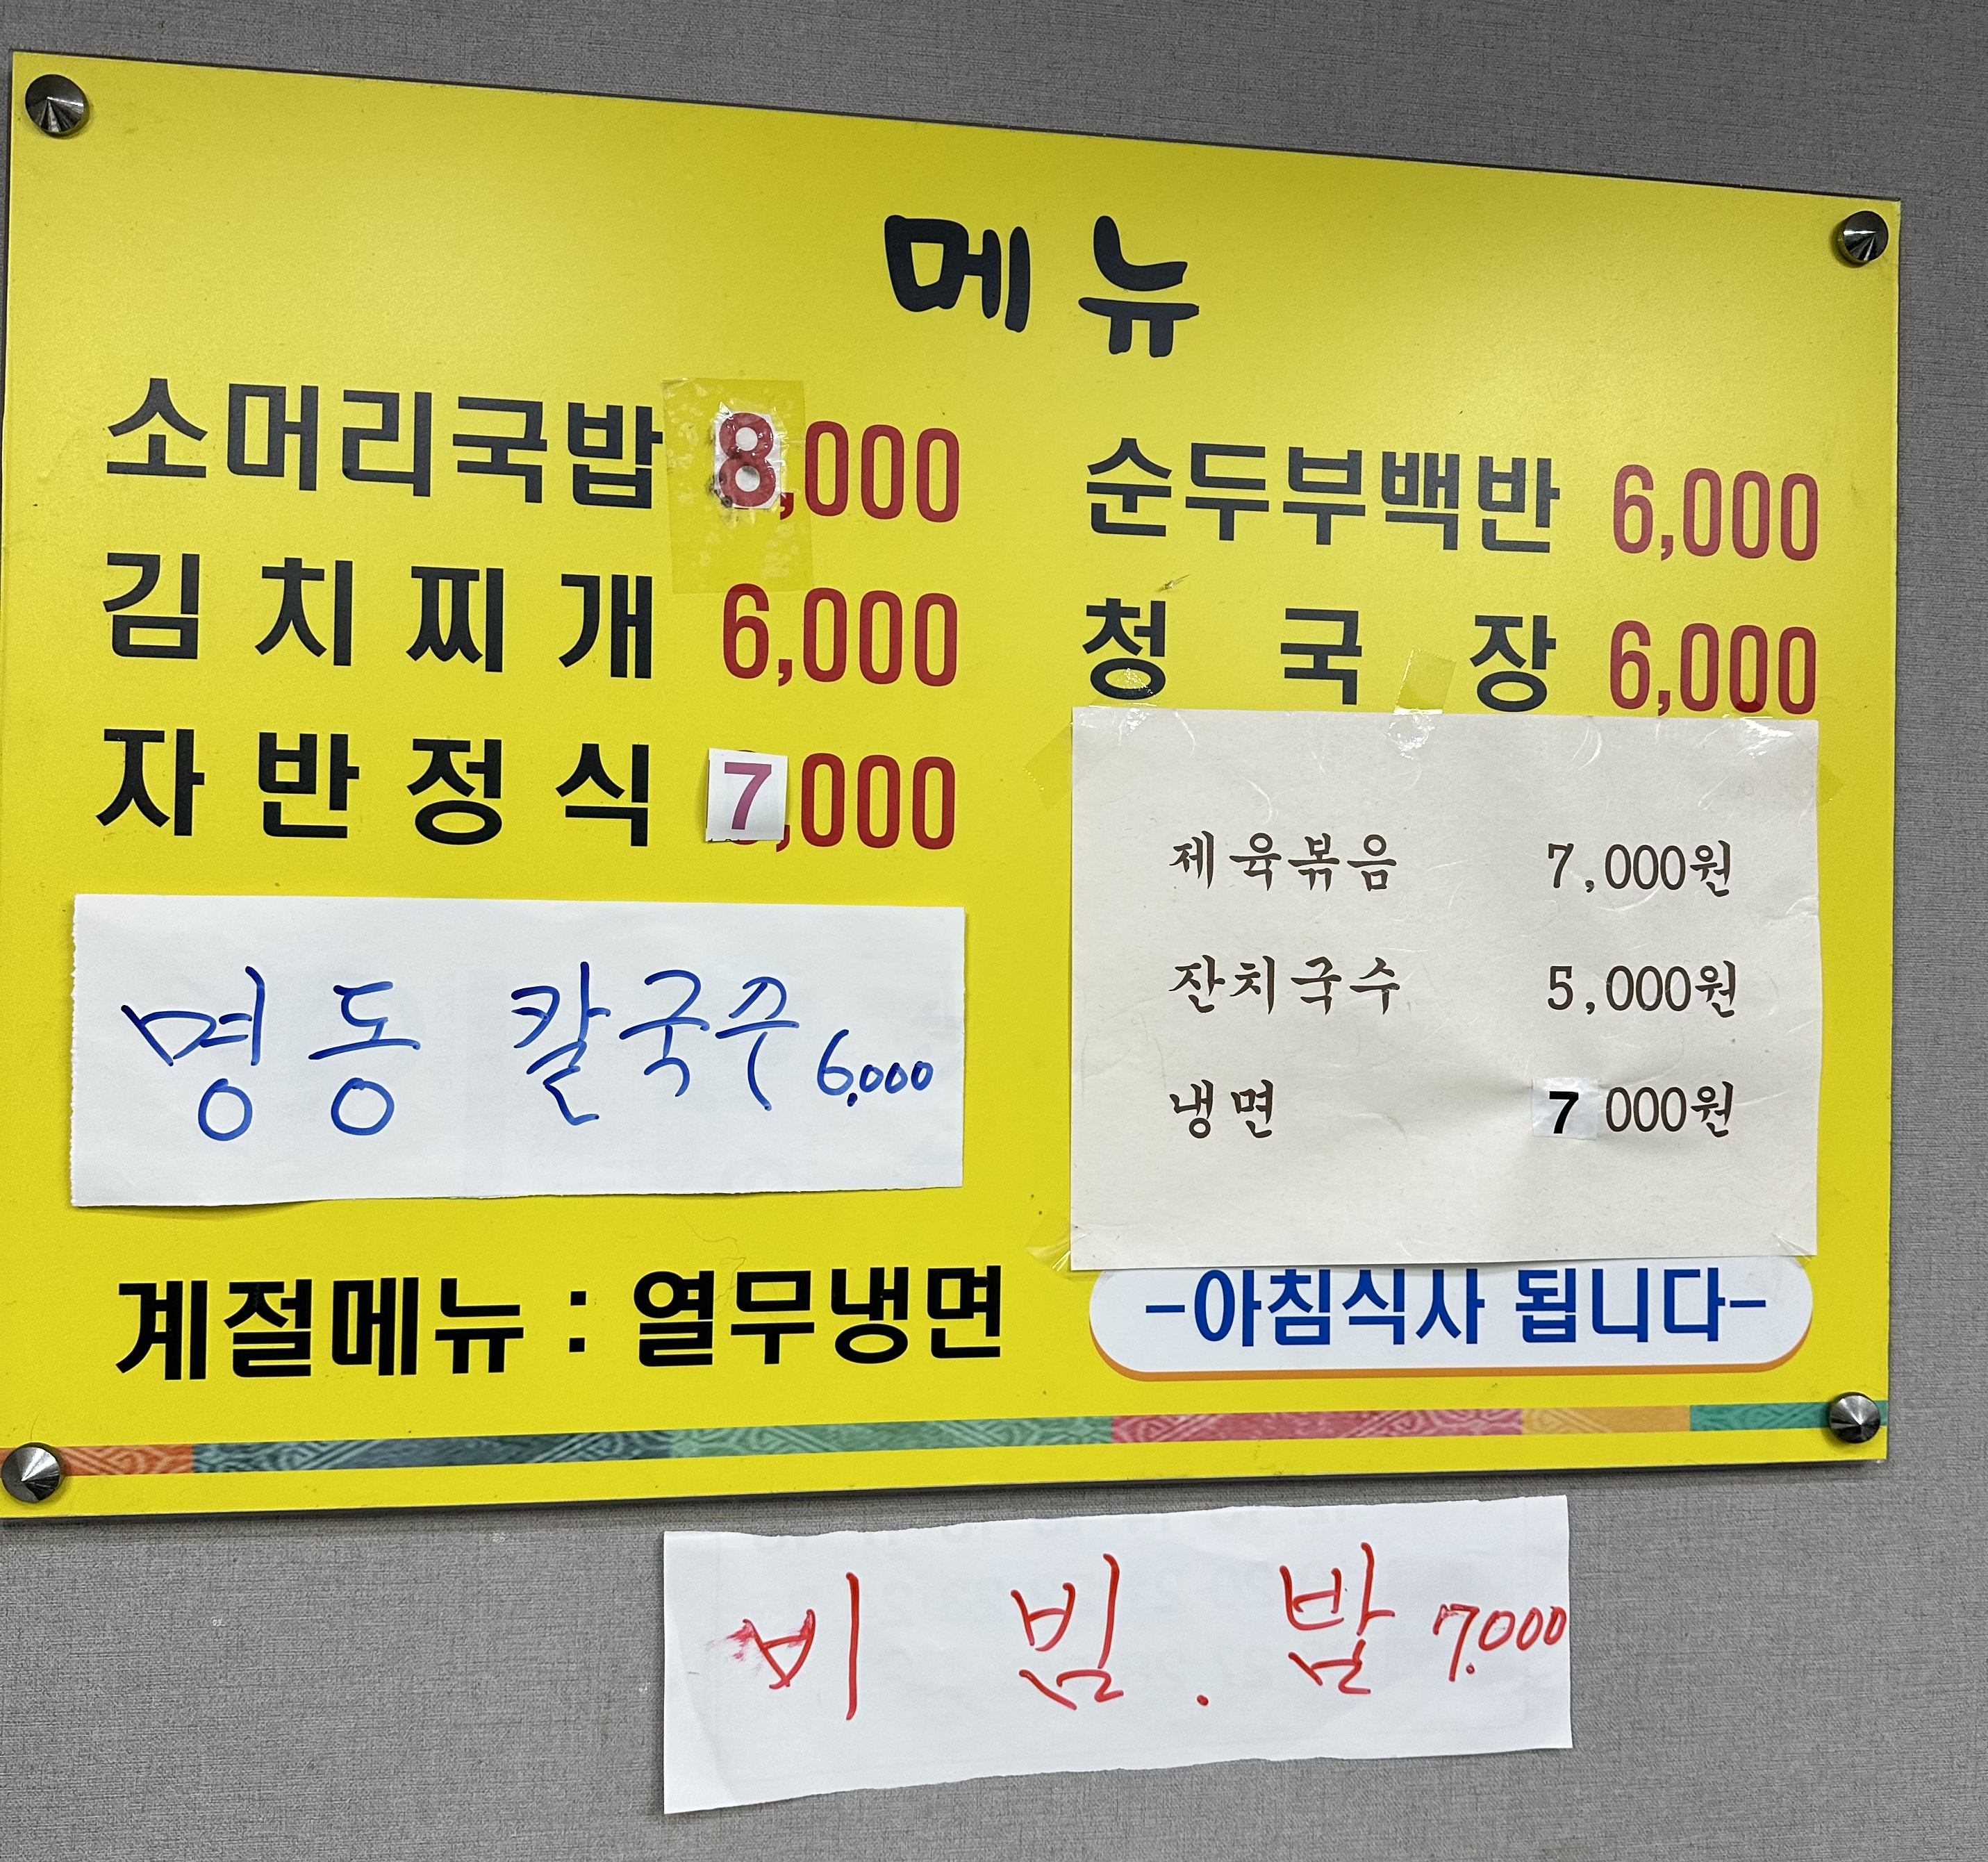 메뉴
소머리국밥 8,000
김치찌개 6,000
자반정식 7,000
순두부백반 6,000
청국장 6,000
명동 칼국수 6,000
제육볶음 7,000원
잔치국수 5,000원
냉면 7 000원
계절메뉴 : 열무냉면
-아침식사 됩니다-
비빔.밥 7.000